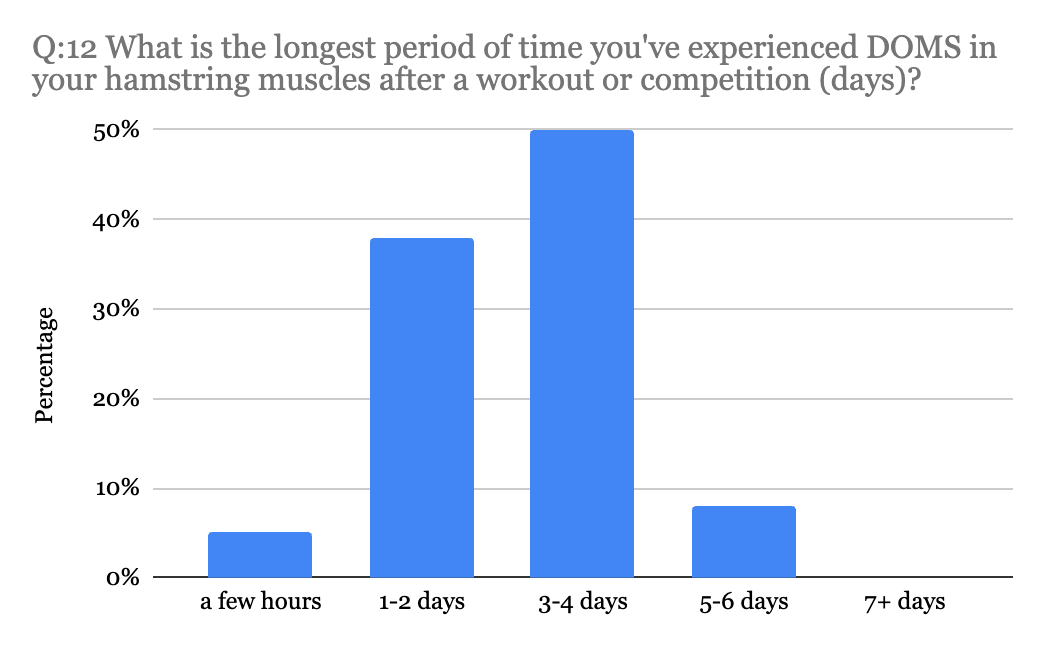 Q:12 What is the longest period of time you've experienced DOMS in
your hamstring muscles after a workout or competition (days)?
50%
40%
30%
20%
10%
0%
Percentage
a few hours
1-2 days
3-4 days
5-6 days
7+ days